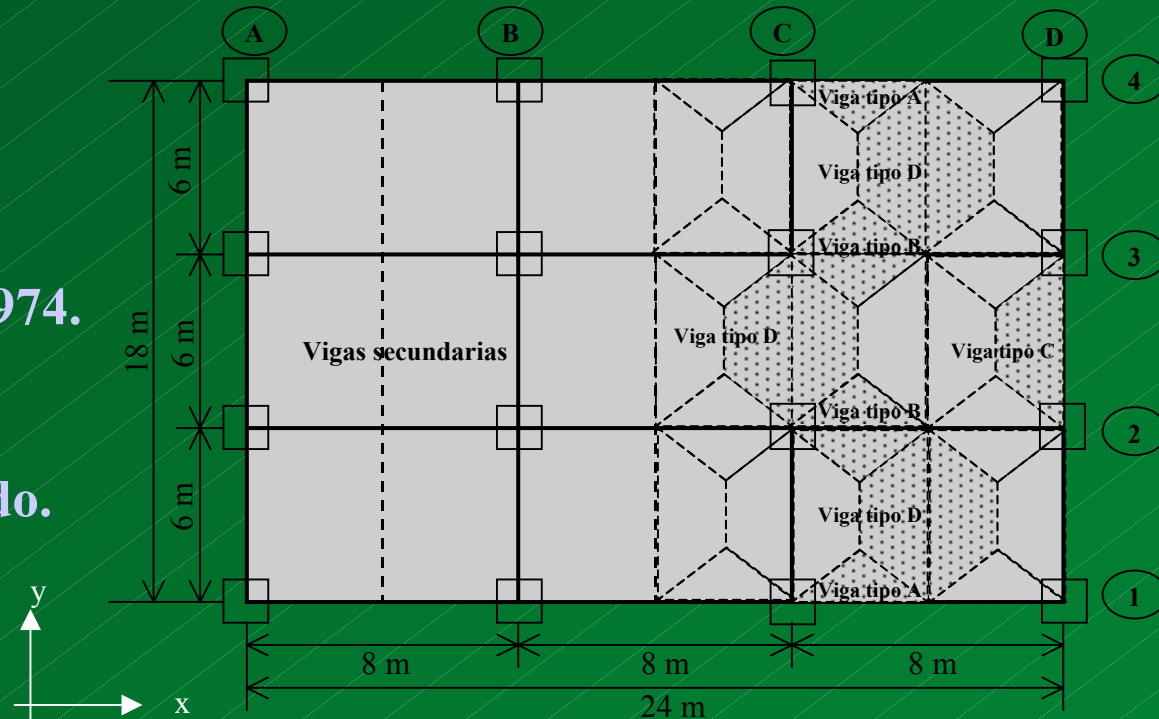 A B C D
4
Viga tipo A
6 m
Viga tipo D
Viga tipo B
3
974.
18 m
6 m
Vigas secundarias
Viga tipo D
Viga tipo C
Viga tipo B
2
do.
6 m
Viga tipo D
Viga tipo A
1
y
x
8 m 8 m 8 m
24 m